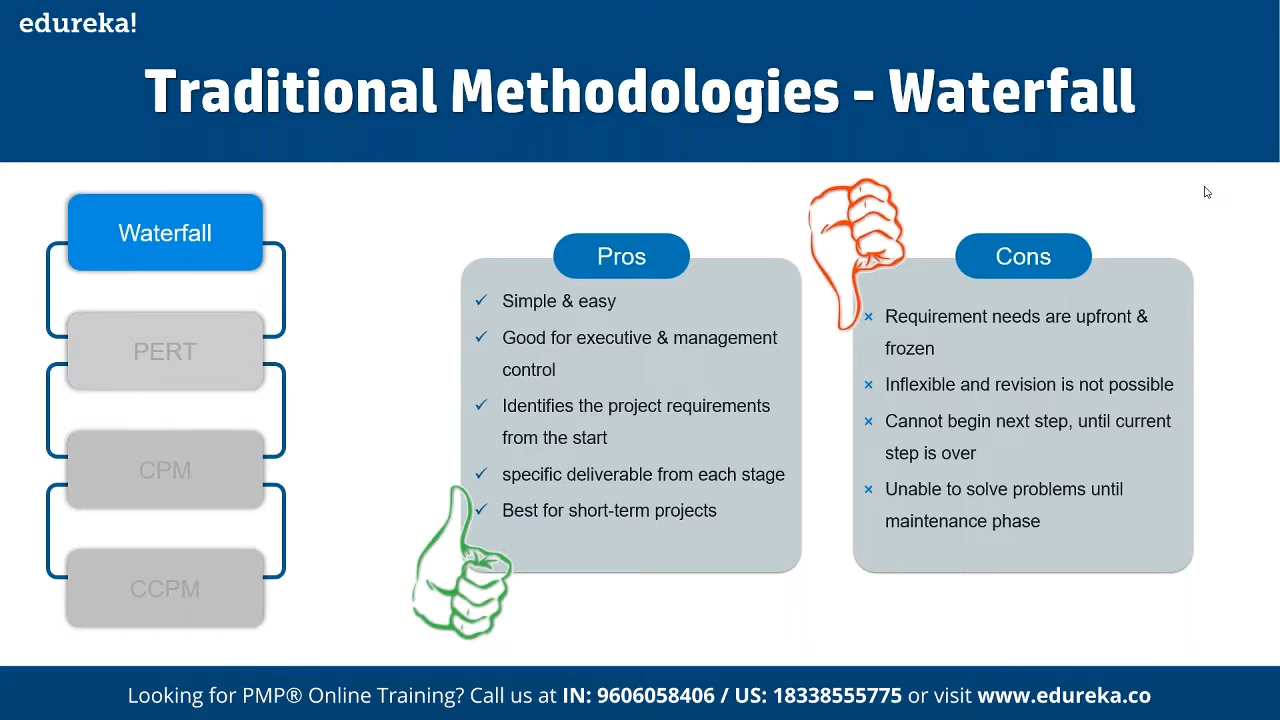 edureka!
Traditional Methodologies - Waterfall
Waterfall
PERT
CPM
CCPM
Pros
✓ Simple & easy
✓ Good for executive & management
control
✓ Identifies the project requirements
from the start
✓ specific deliverable from each stage
✓ Best for short-term projects
Cons
× Requirement needs are upfront &
frozen
× Inflexible and revision is not possible
× Cannot begin next step, until current
step is over
× Unable to solve problems until
maintenance phase
Looking for PMP® Online Training? Call us at IN: 9606058406 / US: 18338555775 or visit www.edureka.co